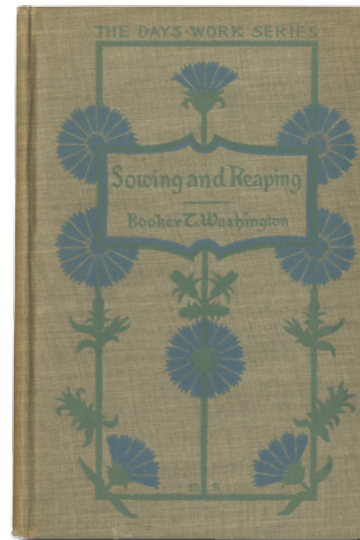 THE DAYS·WORK SERIES
Sowing and Reaping
Booker T. Washington